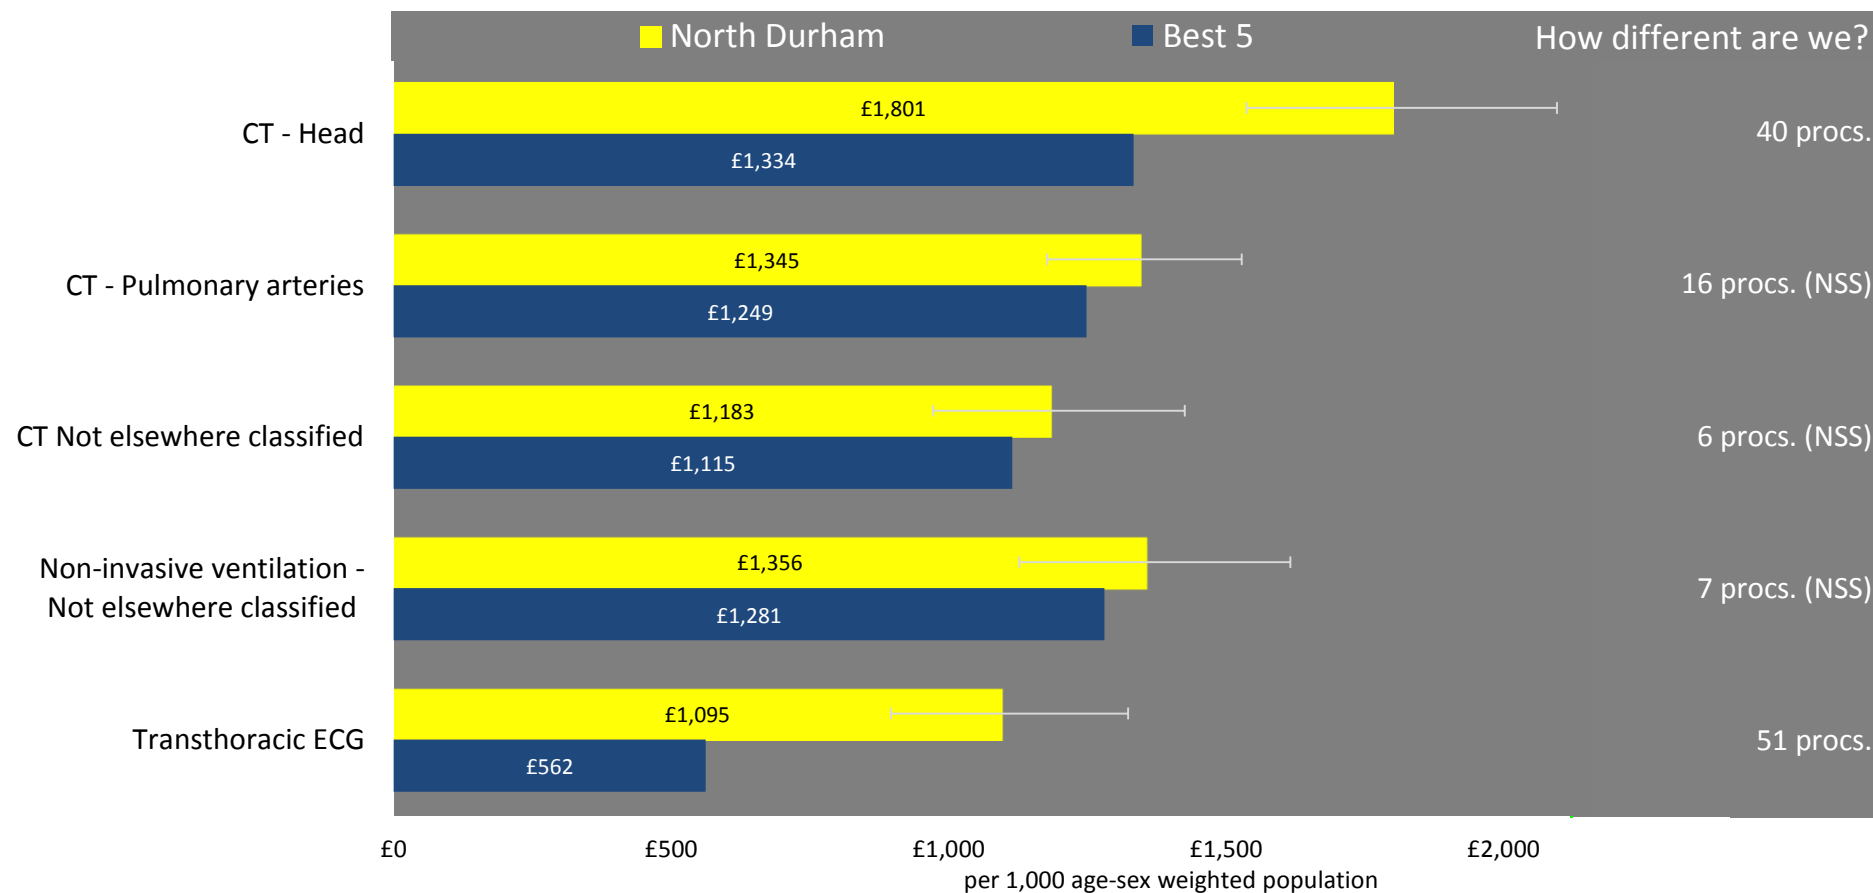 North Durham Best 5 How different are we?
CT - Head £1,801 40 procs.
£1,334
CT - Pulmonary arteries £1,345 16 procs. (NSS)
£1,249
CT Not elsewhere classified £1,183 6 procs. (NSS)
£1,115
Non-invasive ventilation -
Not elsewhere classified £1,356 7 procs. (NSS)
£1,281
Transthoracic ECG £1,095 51 procs.
£562
£0 £500 £1,000 £1,500 £2,000
per 1,000 age-sex weighted population